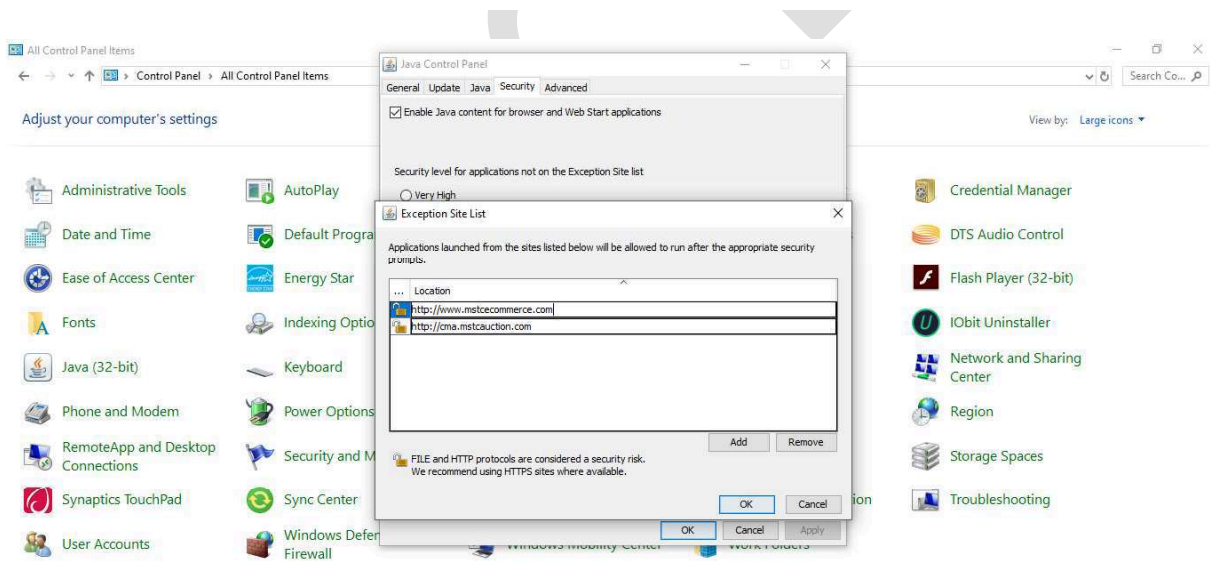 All Control Panel Items
Control Panel > All Control Panel Items
Search Co...
Adjust your computer's settings
View by: Large icons
Java Control Panel
General Update Java Security Advanced
Enable Java content for browser and Web Start applications
Security level for applications not on the Exception Site list
Very High
Exception Site List
Applications launched from the sites listed below will be allowed to run after the appropriate security
prompts.
... Location
http://www.mstcecommerce.com
http://cma.mstcauction.com
Add Remove
FILE and HTTP protocols are considered a security risk.
We recommend using HTTPS sites where available.
OK Cancel
OK Cancel Apply
Administrative Tools
AutoPlay
Credential Manager
Date and Time
Default Progra
DTS Audio Control
Ease of Access Center
Energy Star
Flash Player (32-bit)
Fonts
Indexing Optio
IObit Uninstaller
Java (32-bit)
Keyboard
Network and Sharing
Center
Phone and Modem
Power Options
Region
RemoteApp and Desktop
Connections
Security and M
Storage Spaces
Synaptics TouchPad
Sync Center
ion
Troubleshooting
User Accounts
Windows Defen
Firewall
Windows Mobility Center
Work Folders